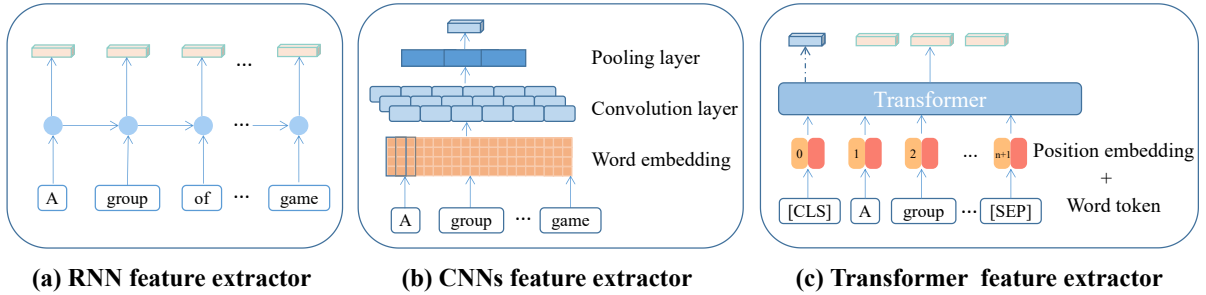 ...
A
group
of
...
game
(a) RNN feature extractor
Pooling layer
Convolution layer
Word embedding
A
group
...
game
(b) CNNs feature extractor
Transformer
0
1
2
...
n+1
Position embedding
+
Word token
[CLS]
A
group
...
[SEP]
(c) Transformer feature extractor